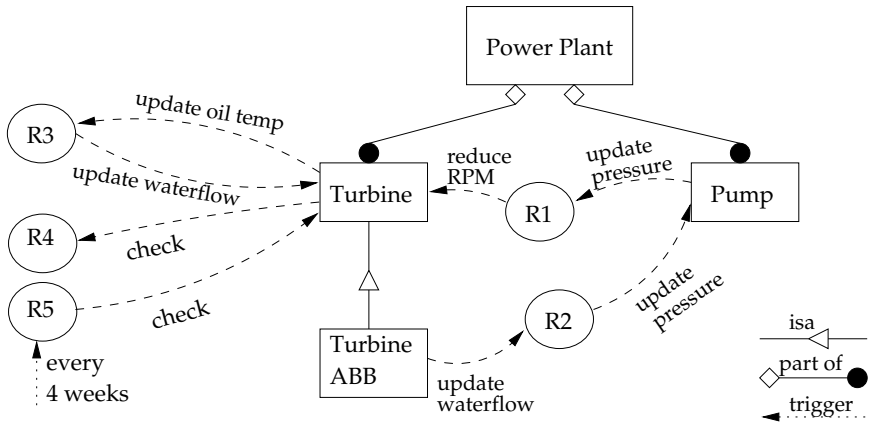 Power Plant
update oil temp
R3
update waterflow
reduce
RPM
update
pressure
Turbine
R1
Pump
R4
check
R5
check
R2
update
pressure
every
4 weeks
Turbine
ABB
update
waterflow
isa
part of
trigger